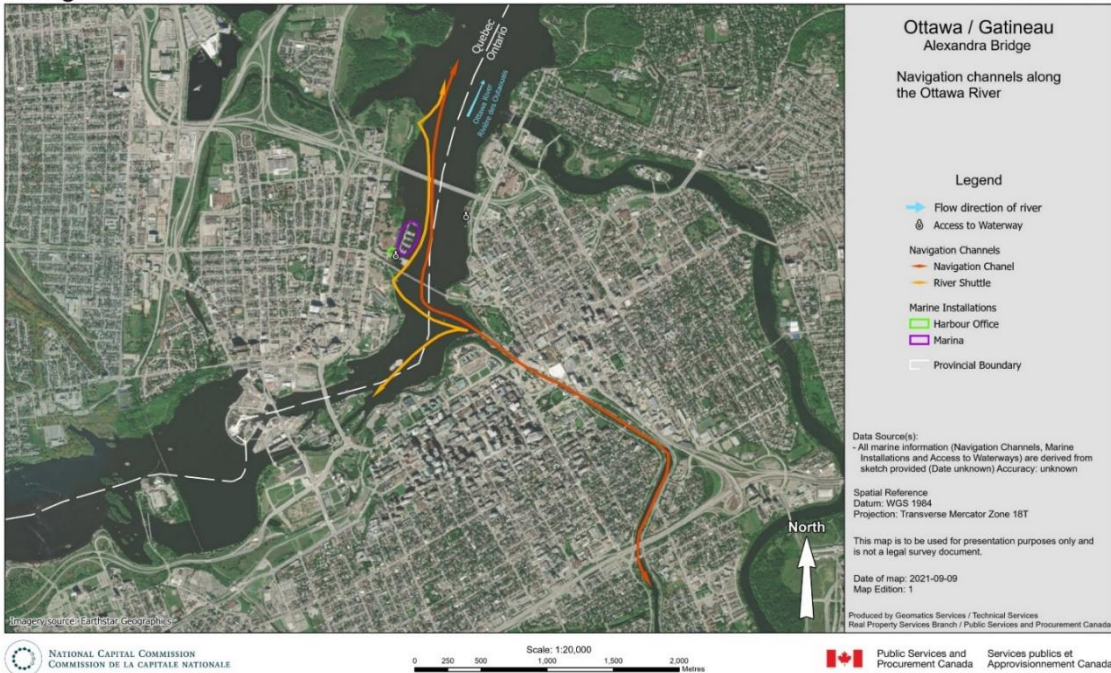 Quebec
Ontario
Ottawa River
Rivière des Outaouais
Imagery source: Earthstar Geographics
Ottawa / Gatineau
Alexandra Bridge
Navigation channels along
the Ottawa River
Legend
Flow direction of river
Access to Waterway
Navigation Channels
Navigation Chanel
River Shuttle
Marine Installations
Harbour Office
Marina
Provincial Boundary
Data Source(s):
- All marine information (Navigation Channels, Marine
Installations and Access to Waterways) are derived from
sketch provided (Date unknown) Accuracy: unknown
Spatial Reference
Datum: WGS 1984
Projection: Transverse Mercator Zone 18T
This map is to be used for presentation purposes only and
is not a legal survey document.
Date of map: 2021-09-09
Map Edition: 1
North
Produced by Geomatics Services / Technical Services
Real Property Services Branch / Public Services and Procurement Canada
NATIONAL CAPITAL COMMISSION
COMMISSION DE LA CAPITALE NATIONALE
Scale: 1:20,000
0 250 500 1,000 1,500 2,000
Metres
Public Services and
Procurement Canada
Services publics et
Approvisionnement Canada